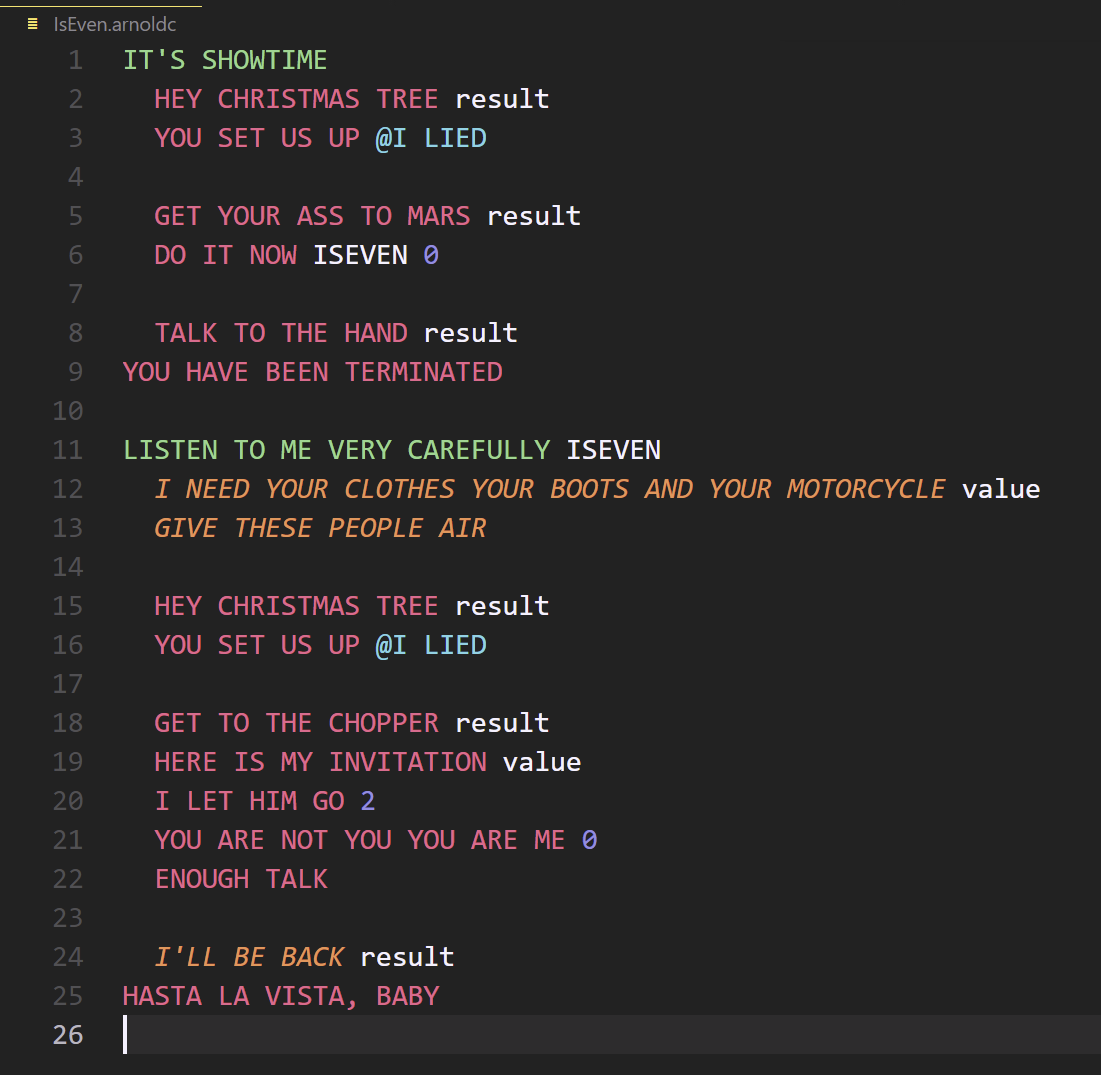 IsEven.arnoldc
1 IT'S SHOWTIME
2   HEY CHRISTMAS TREE result
3   YOU SET US UP @I LIED
4
5   GET YOUR ASS TO MARS result
6   DO IT NOW ISEVEN 0
7
8   TALK TO THE HAND result
9 YOU HAVE BEEN TERMINATED
10
11 LISTEN TO ME VERY CAREFULLY ISEVEN
12   I NEED YOUR CLOTHES YOUR BOOTS AND YOUR MOTORCYCLE value
13   GIVE THESE PEOPLE AIR
14
15   HEY CHRISTMAS TREE result
16   YOU SET US UP @I LIED
17
18   GET TO THE CHOPPER result
19   HERE IS MY INVITATION value
20   I LET HIM GO 2
21   YOU ARE NOT YOU YOU ARE ME 0
22   ENOUGH TALK
23
24   I'LL BE BACK result
25 HASTA LA VISTA, BABY
26